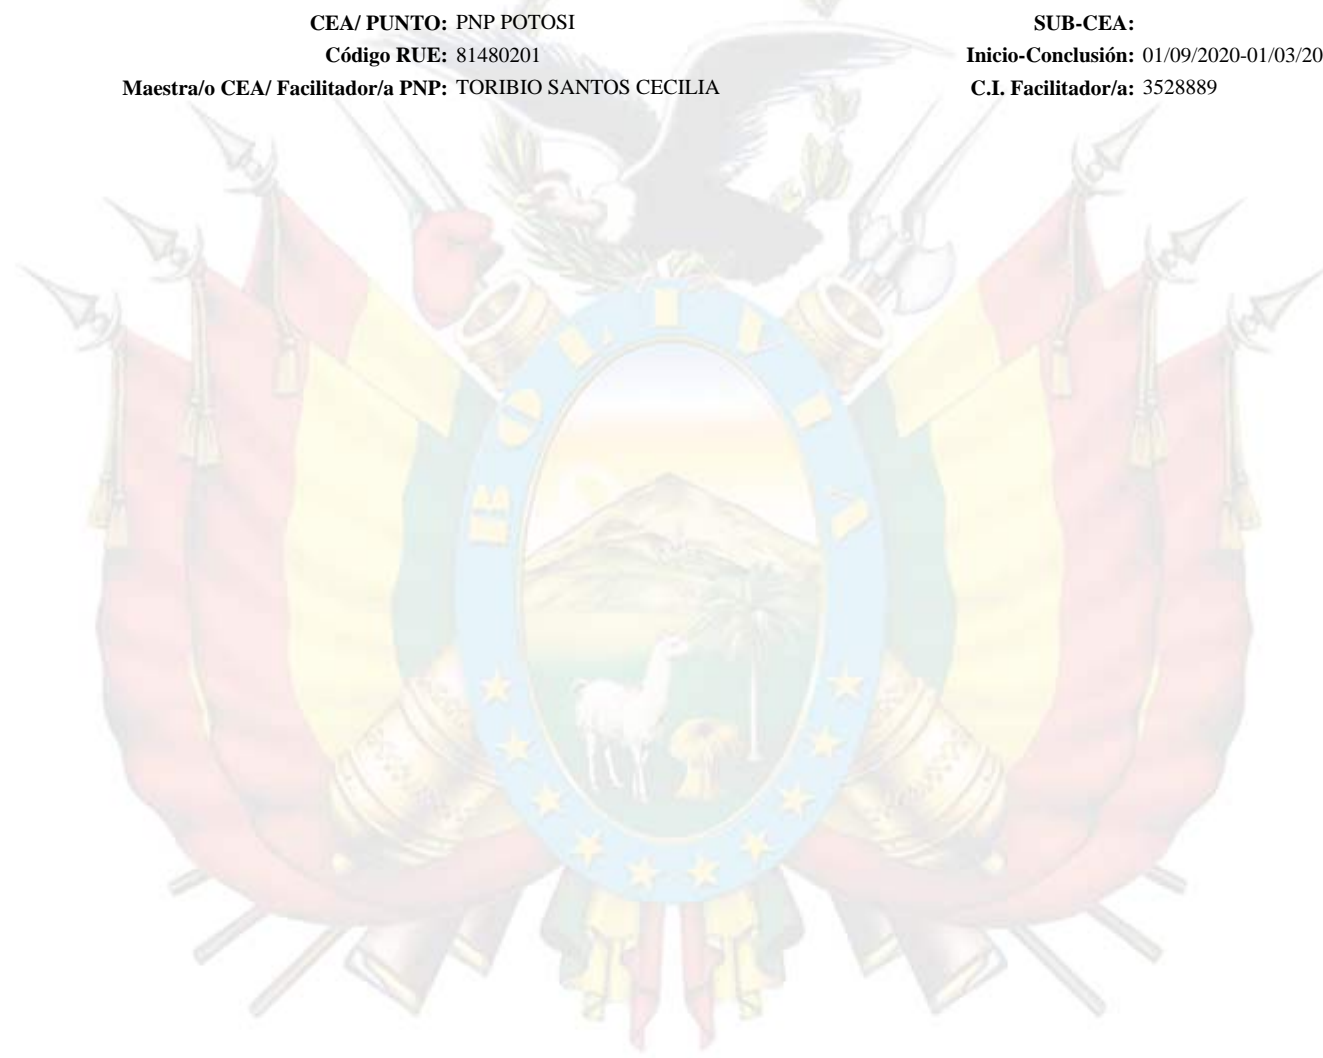 CEA/ PUNTO: PNP POTOSI SUB-CEA:
Código RUE: 81480201 Inicio-Conclusión: 01/09/2020-01/03/20
Maestra/o CEA/ Facilitador/a PNP: TORIBIO SANTOS CECILIA C.I. Facilitador/a: 3528889
BOLIVIA